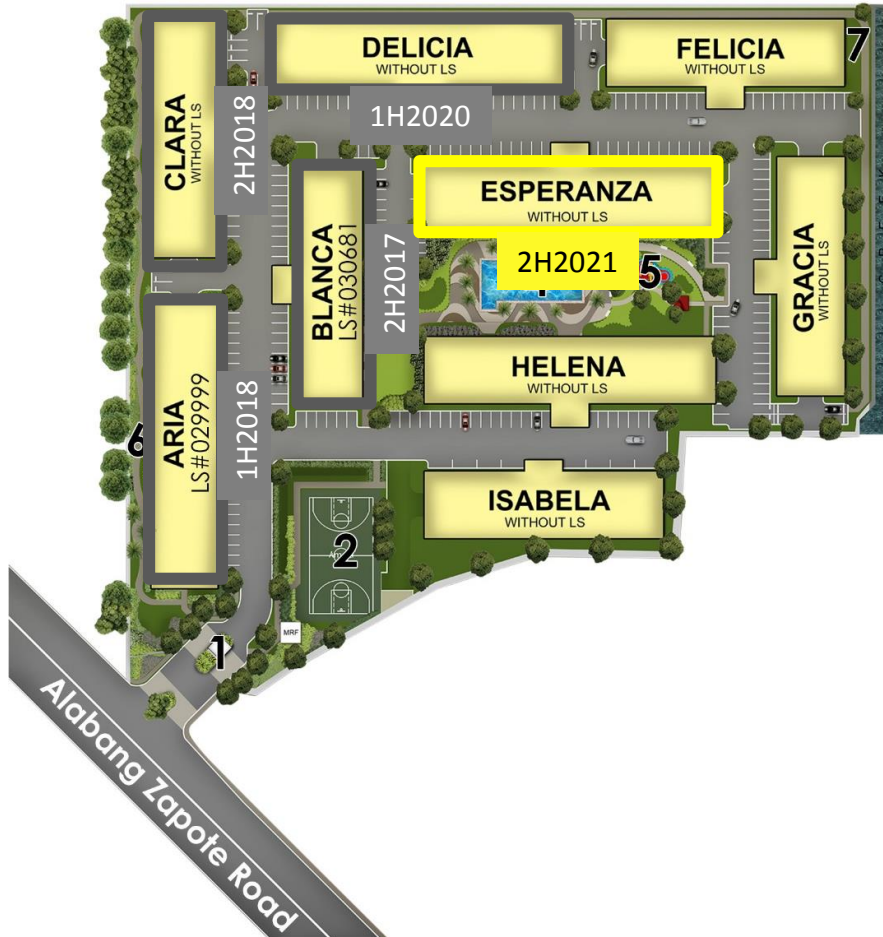 DELICIA
WITHOUT LS
FELICIA
WITHOUT LS
7
CLARA
WITHOUT LS
2H2018
1H2020
ESPERANZA
WITHOUT LS
2H2021
5
BLANCA
LS#030681
2H2017
GRACIA
WITHOUT LS
HELENA
WITHOUT LS
6
ARIA
LS#029999
1H2018
ISABELA
WITHOUT LS
2
MRF
1
Alabang Zapote Road